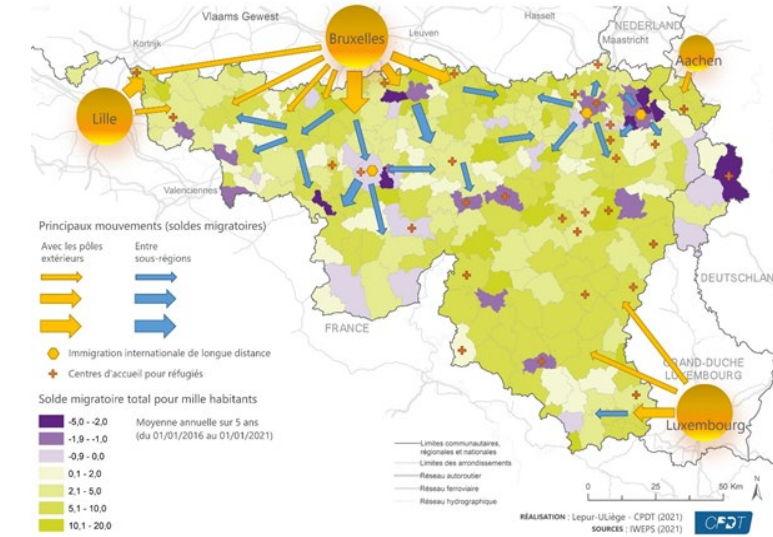 Vlaams Gewest
Hasselt
NEDERLAND
Maastricht
Kortrijk
Bruxelles
Leuven
Aachen
Lille
Valenciennes
Principaux mouvements (soldes migratoires)
Avec les pôles
extérieurs
Entre
sous-régions
Immigration internationale de longue distance
Centres d'accueil pour réfugiés
Solde migratoire total pour mille habitants
-5,0 - -2,0
-1,9 - -1,0
-0,9 - 0,0
0,1 - 2,0
2,1 - 5,0
5,1 - 10,0
10,1 - 20,0
Moyenne annuelle sur 5 ans
(du 01/01/2016 au 01/01/2021)
FRANCE
DEUTSCHLAN
GRAND-DUCHE
LUXEMBOURG
Luxembourg
Limites communautaires,
régionales et nationales
Limites des arrondissements
Réseau autoroutier
Réseau ferroviaire
Réseau hydrographique
0 25 50 Km
RÉALISATION : Lepur-ULiège - CPDT (2021)
SOURCES : IWEPS (2021)
CPDT